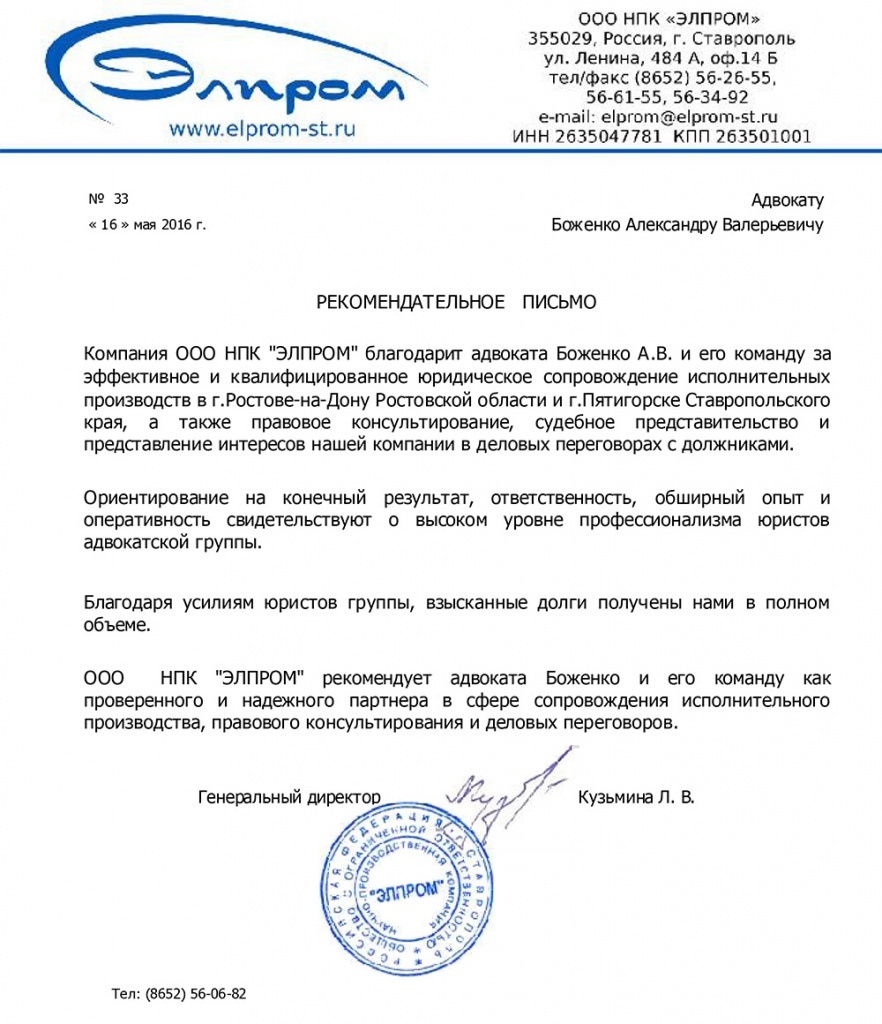 Элпром
www.elprom-st.ru
ООО НПК «ЭЛПРОМ»
355029, Россия, г. Ставрополь
ул. Ленина, 484 А, оф.14 Б
тел/факс (8652) 56-26-55,
56-61-55, 56-34-92
e-mail: elprom@elprom-st.ru
ИНН 2635047781 КПП 263501001
№ 33
« 16 » мая 2016 г.
Адвокату
Боженко Александру Валерьевичу
РЕКОМЕНДАТЕЛЬНОЕ ПИСЬМО
Компания ООО НПК "ЭЛПРОМ" благодарит адвоката Боженко А.В. и его команду за
эффективное и квалифицированное юридическое сопровождение исполнительных
производств в г.Ростове-на-Дону Ростовской области и г.Пятигорске Ставропольского
края, а также правовое консультирование, судебное представительство и
представление интересов нашей компании в деловых переговорах с должниками.
Ориентирование на конечный результат, ответственность, обширный опыт и
оперативность свидетельствуют о высоком уровне профессионализма юристов
адвокатской группы.
Благодаря усилиям юристов группы, взысканные долги получены нами в полном
объеме.
ООО НПК "ЭЛПРОМ" рекомендует адвоката Боженко и его команду как
проверенного и надежного партнера в сфере сопровождения исполнительного
производства, правового консультирования и деловых переговоров.
Генеральный директор
Кузьмина Л. В.
РОССИЙСКАЯ ФЕДЕРАЦИЯ г. СТАВРОПОЛЬ
ОБЩЕСТВО С ОГРАНИЧЕННОЙ ОТВЕТСТВЕННОСТЬЮ
НАУЧНО-ПРОИЗВОДСТВЕННАЯ КОМПАНИЯ
"ЭЛПРОМ"
Тел: (8652) 56-06-82